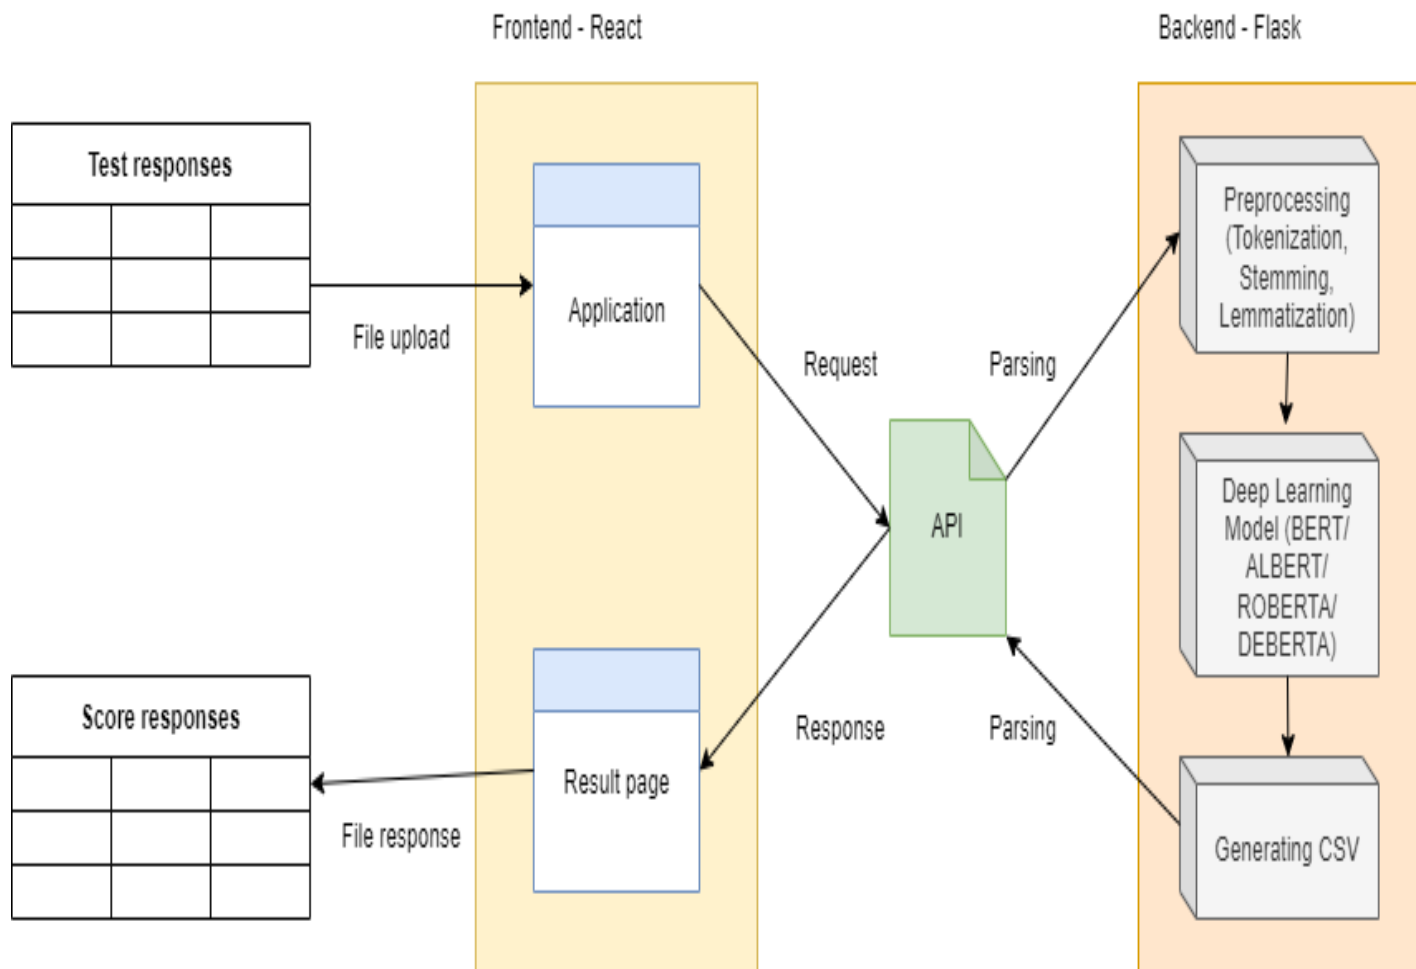 Frontend - React
Backend - Flask
Test responses
File upload
Application
Request
Parsing
Preprocessing
(Tokenization,
Stemming,
Lemmatization)
API
Deep Learning
Model (BERT/
ALBERT/
ROBERTA/
DEBERTA)
Score responses
File response
Result page
Response
Parsing
Generating CSV